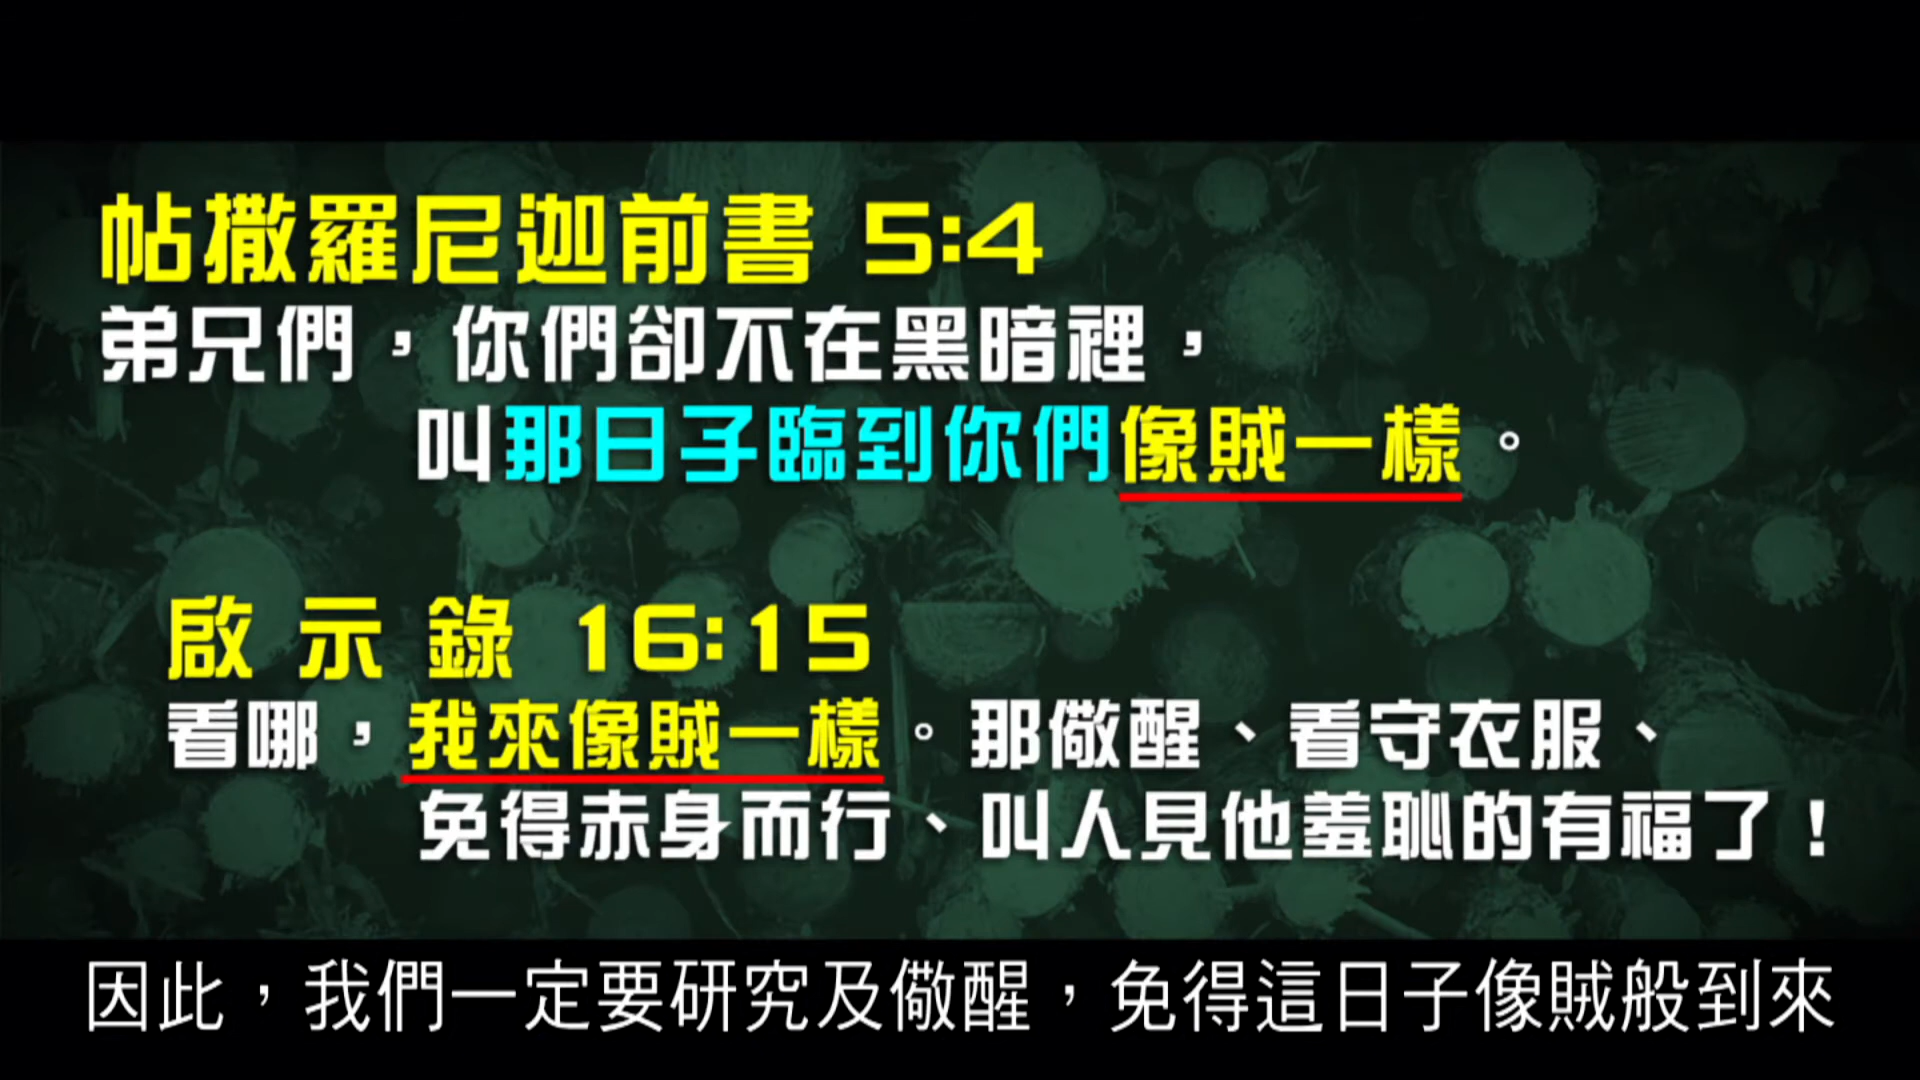 帖撒羅尼迦前書 5:4
弟兄們，你們卻不在黑暗裡，
叫那日子臨到你們像賊一樣。
啟示錄 16:15
看哪，我來像賊一樣。那儆醒、看守衣服、
免得赤身而行、叫人見他羞恥的有福了！
因此，我們一定要研究及儆醒，免得這日子像賊般到來